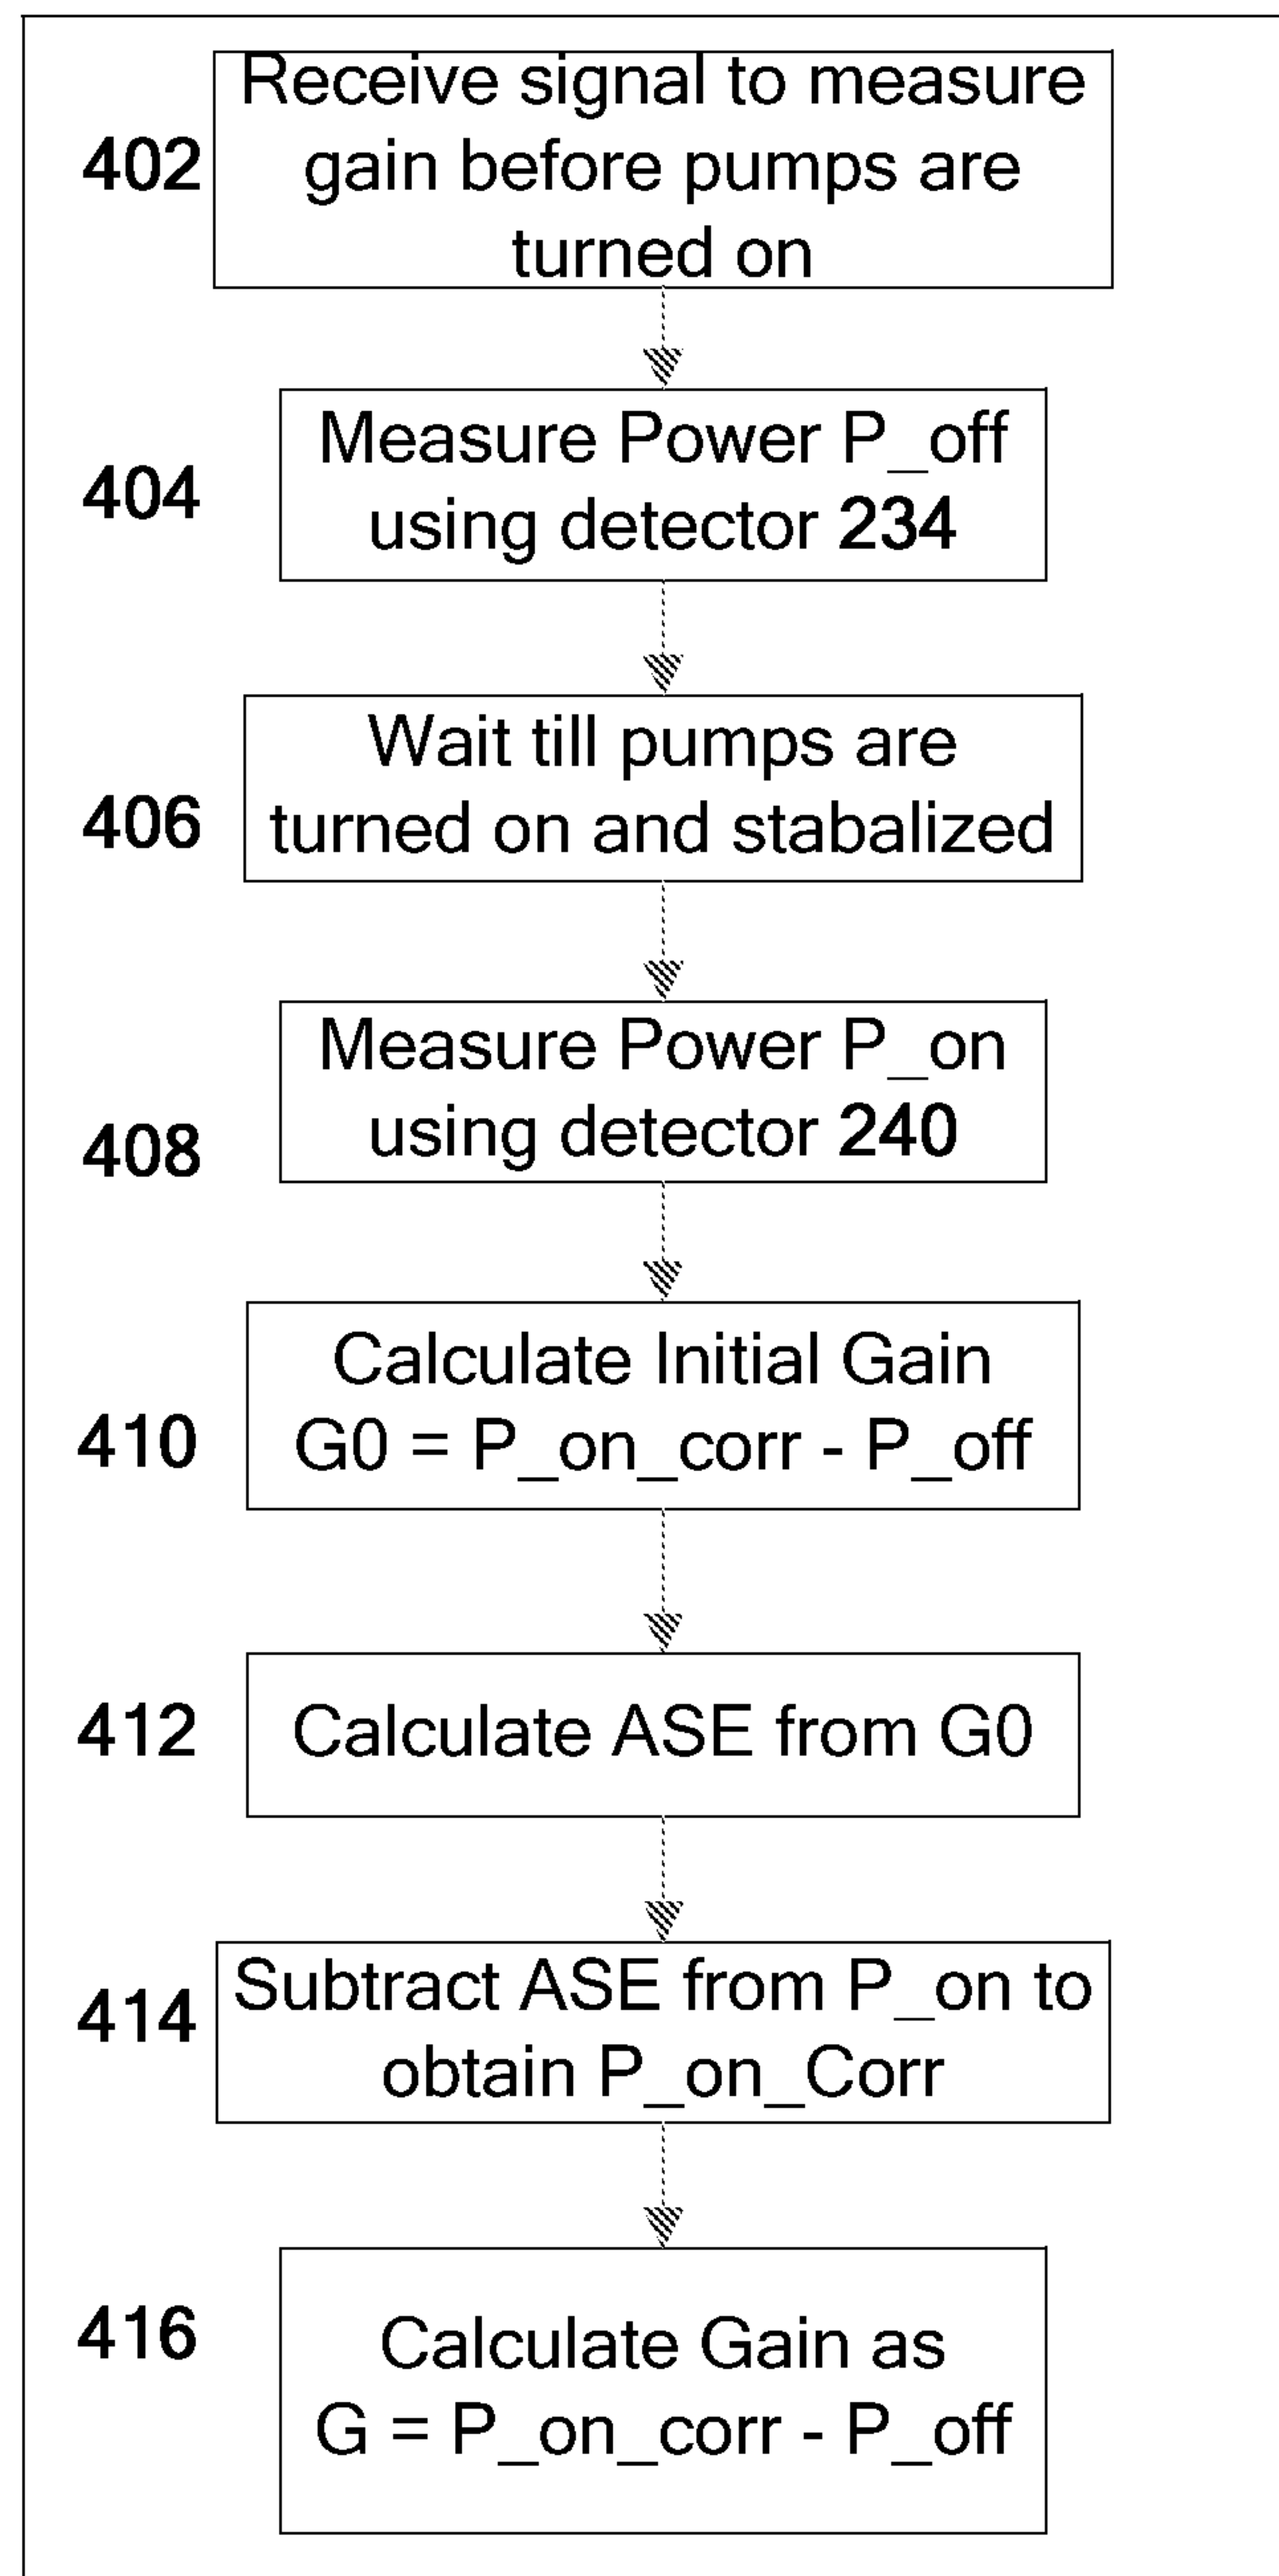 Receive signal to measure
402
gain before pumps are
turned on
Measure Power P_off
404
using detector 234
Wait till pumps are
406
turned on and stabalized
Measure Power P_on
408
using detector 240
Calculate Initial Gain
410
G0 = P_on_corr - P_off
412
Calculate ASE from G0
Subtract ASE from P_on to
414
obtain P_on_Corr
416
Calculate Gain as
G = P_on_corr - P_off